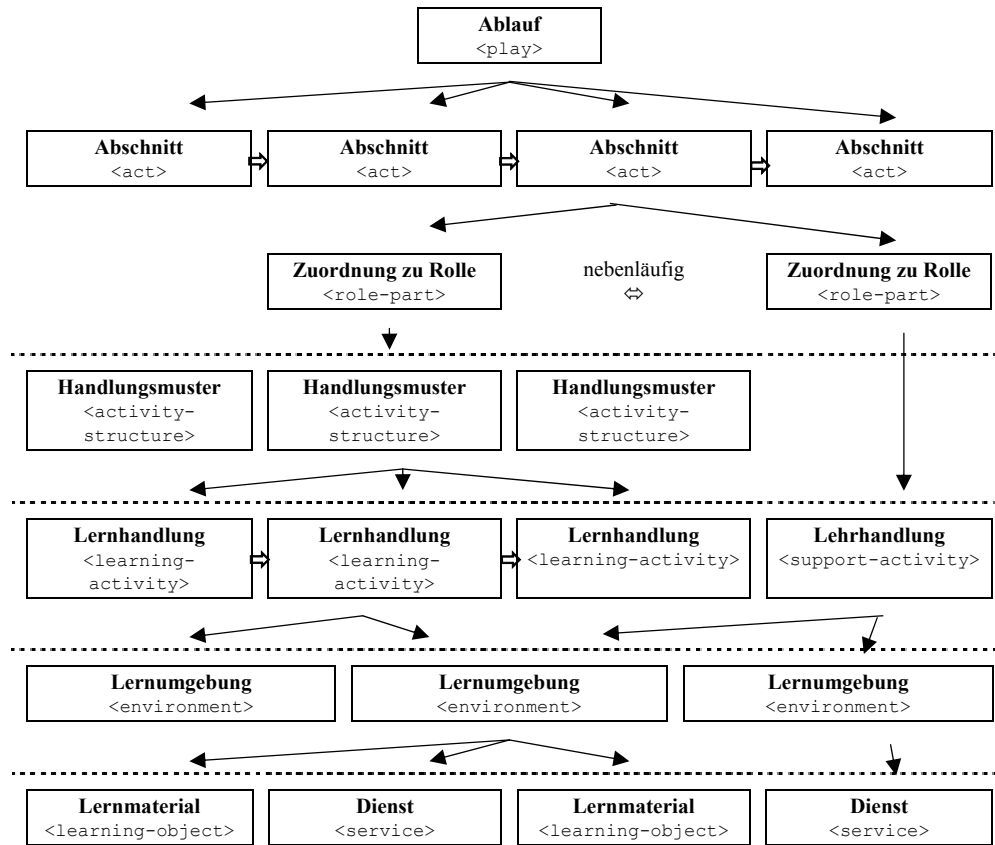 Ablauf
<play>
Abschnitt
<act>
Abschnitt
<act>
Abschnitt
<act>
Abschnitt
<act>
Zuordnung zu Rolle
<role-part>
nebenläufig
⇔
Zuordnung zu Rolle
<role-part>
Handlungsmuster
<activity-
structure>
Handlungsmuster
<activity-
structure>
Handlungsmuster
<activity-
structure>
Lernhandlung
<learning-
activity>
Lernhandlung
<learning-
activity>
Lernhandlung
<learning-activity>
Lehrhandlung
<support-activity>
Lernumgebung
<environment>
Lernumgebung
<environment>
Lernumgebung
<environment>
Lernmaterial
<learning-object>
Dienst
<service>
Lernmaterial
<learning-object>
Dienst
<service>